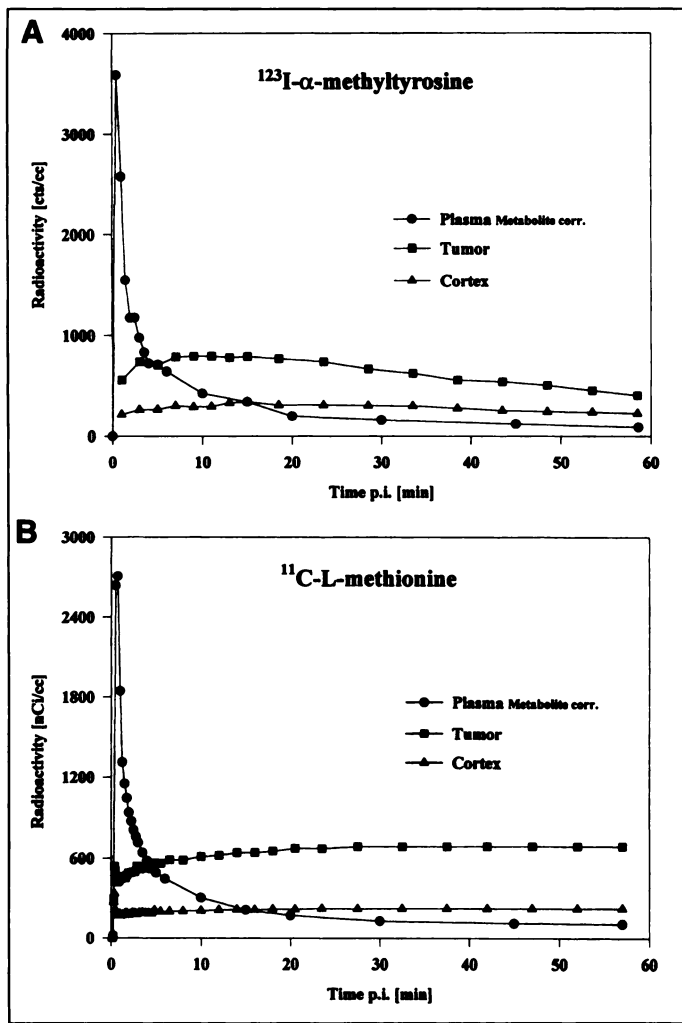 A
¹²³I-α-methyltyrosine
Radioactivity [cts/cc]
4000
3000
2000
1000
0
Plasma Metabolite corr.
Tumor
Cortex
0 10 20 30 40 50 60
Time p.i. [min]
B
¹¹C-L-methionine
Radioactivity [nCi/cc]
3000
2400
1800
1200
600
0
Plasma Metabolite corr.
Tumor
Cortex
0 10 20 30 40 50 60
Time p.i. [min]